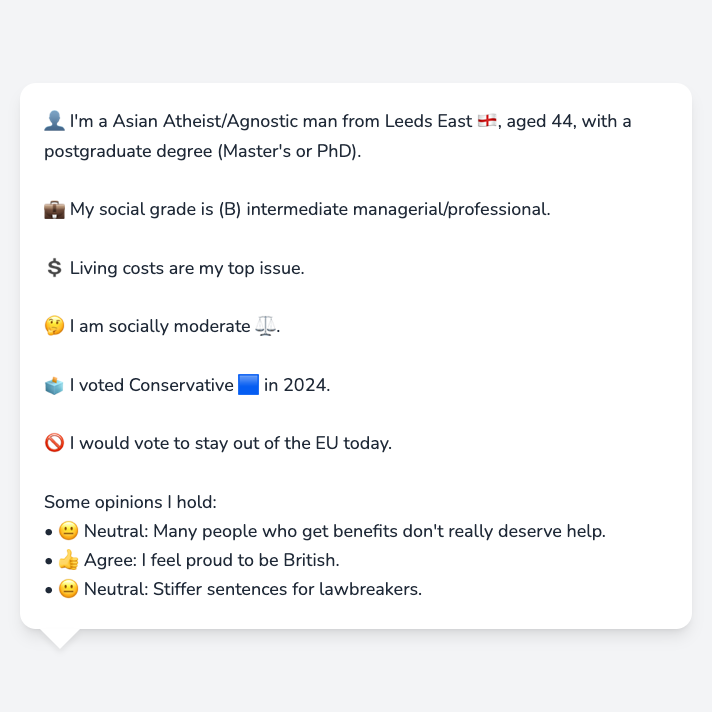 👤 I'm a Asian Atheist/Agnostic man from Leeds East 🏴󠁧󠁢󠁥󠁮󠁧󠁿, aged 44, with a
postgraduate degree (Master's or PhD).
💼 My social grade is (B) intermediate managerial/professional.
💲 Living costs are my top issue.
🤔 I am socially moderate ⚖️.
🗳️ I voted Conservative 🟦 in 2024.
🚫 I would vote to stay out of the EU today.
Some opinions I hold:
• 😐 Neutral: Many people who get benefits don't really deserve help.
• 👍 Agree: I feel proud to be British.
• 😐 Neutral: Stiffer sentences for lawbreakers.